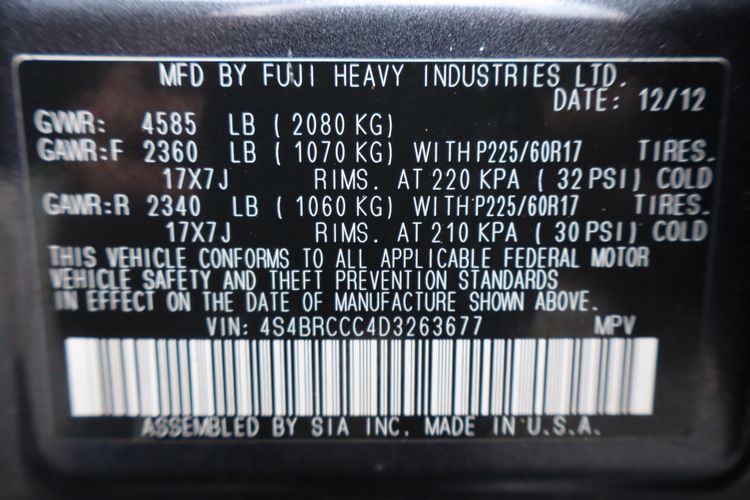 MFD BY FUJI HEAVY INDUSTRIES LTD.
DATE: 12/12
GVWR: 4585 LB ( 2080 KG)
GAWR:F 2360 LB ( 1070 KG) WITH P225/60R17 TIRES.
17X7J RIMS. AT 220 KPA ( 32 PSI) COLD
GAWR:R 2340 LB ( 1060 KG) WITH P225/60R17 TIRES.
17X7J RIMS. AT 210 KPA ( 30 PSI) COLD
THIS VEHICLE CONFORMS TO ALL APPLICABLE FEDERAL MOTOR
VEHICLE SAFETY AND THEFT PREVENTION STANDARDS
IN EFFECT ON THE DATE OF MANUFACTURE SHOWN ABOVE.
VIN: 4S4BRCCC4D3263677 MPV
ASSEMBLED BY SIA INC. MADE IN U.S.A.